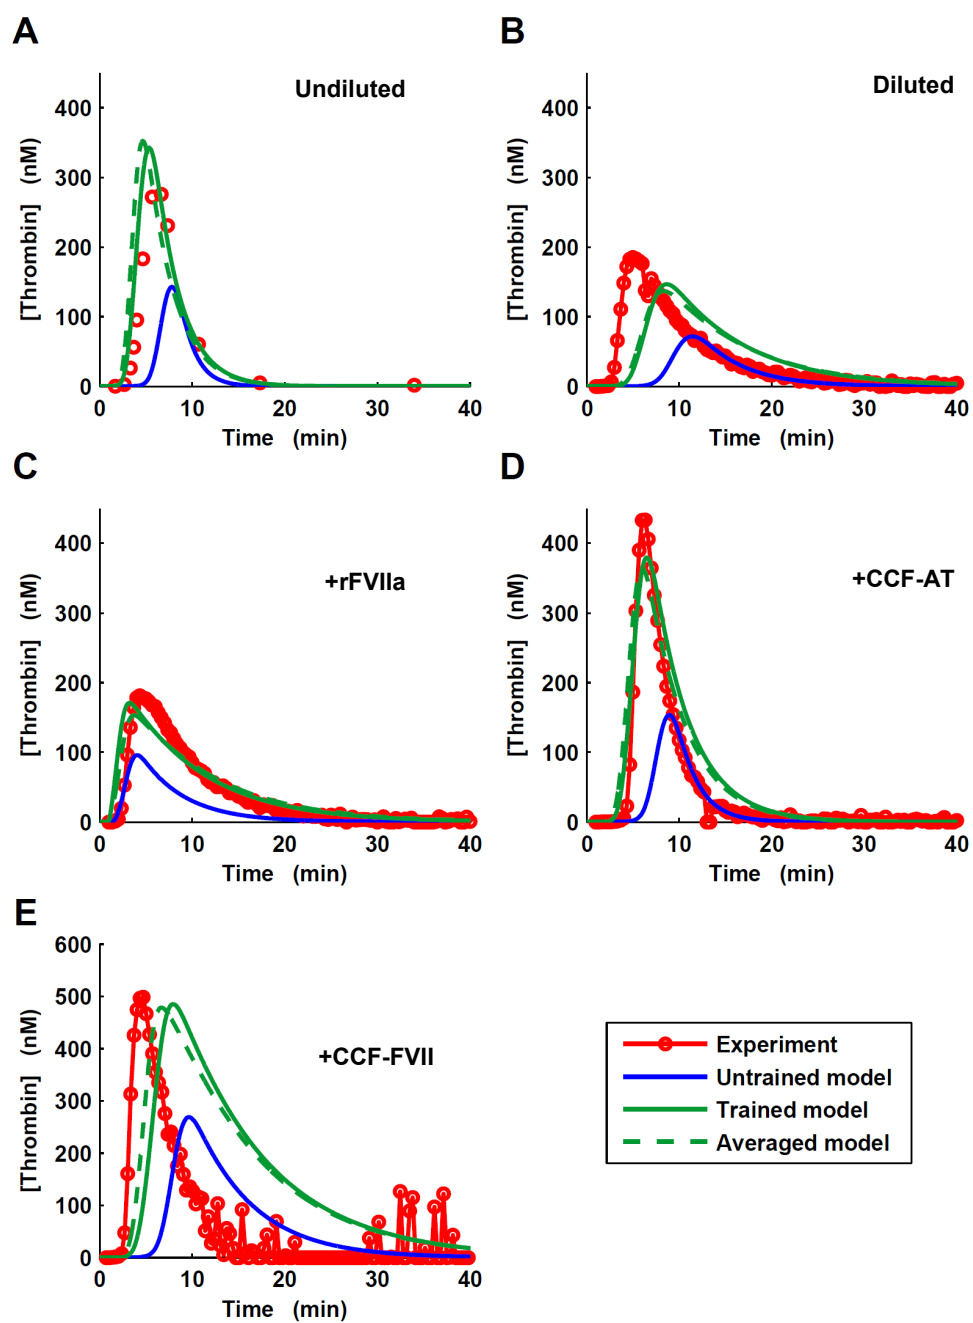 A
Undiluted
[Thrombin] (nM)
400
300
200
100
0
0 10 20 30 40
Time (min)
B
Diluted
[Thrombin] (nM)
400
300
200
100
0
0 10 20 30 40
Time (min)
C
+rFVIIa
[Thrombin] (nM)
400
300
200
100
0
0 10 20 30 40
Time (min)
D
+CCF-AT
[Thrombin] (nM)
400
300
200
100
0
0 10 20 30 40
Time (min)
E
+CCF-FVII
[Thrombin] (nM)
600
500
400
300
200
100
0
0 10 20 30 40
Time (min)
Experiment
Untrained model
Trained model
Averaged model